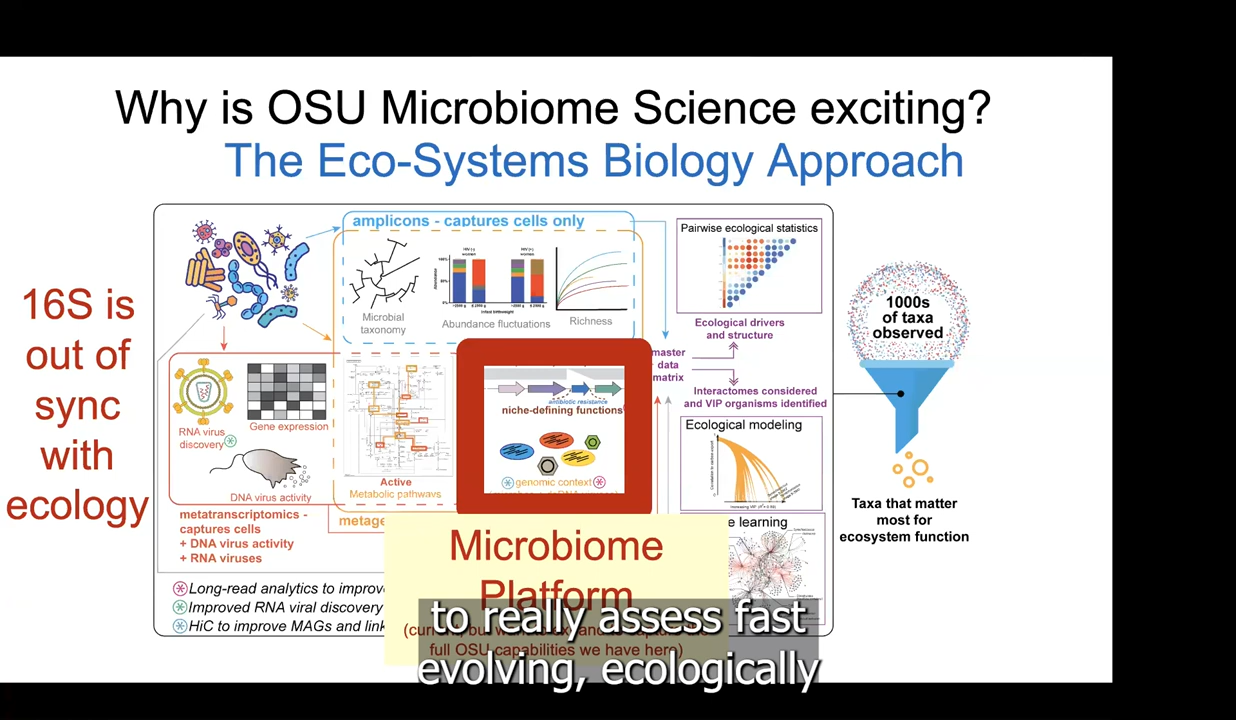 Why is OSU Microbiome Science exciting?
The Eco-Systems Biology Approach
16S is
out of
sync
with
ecology
amplicons - captures cells only
Microbial
taxonomy
HIV (-)
women
HIV (+)
women
Abundance fluctuations
Richness
Pairwise ecological statistics
Ecological drivers
and structure
master
data
matrix
Interactomes considered
and VIP organisms identified
Ecological modeling
e learning
1000s
of taxa
observed
Taxa that matter
most for
ecosystem function
RNA virus
discovery
Gene expression
DNA virus activity
Active
Metabolic pathways
antibiotic resistance
niche-defining functions
genomic context
metatranscriptomics -
captures cells
+ DNA virus activity
+ RNA viruses
metage
Long-read analytics to improve
Improved RNA viral discovery
HiC to improve MAGs and link
Microbiome
Platform
full OSU capabilities we have here)
to really assess fast
evolving, ecologically